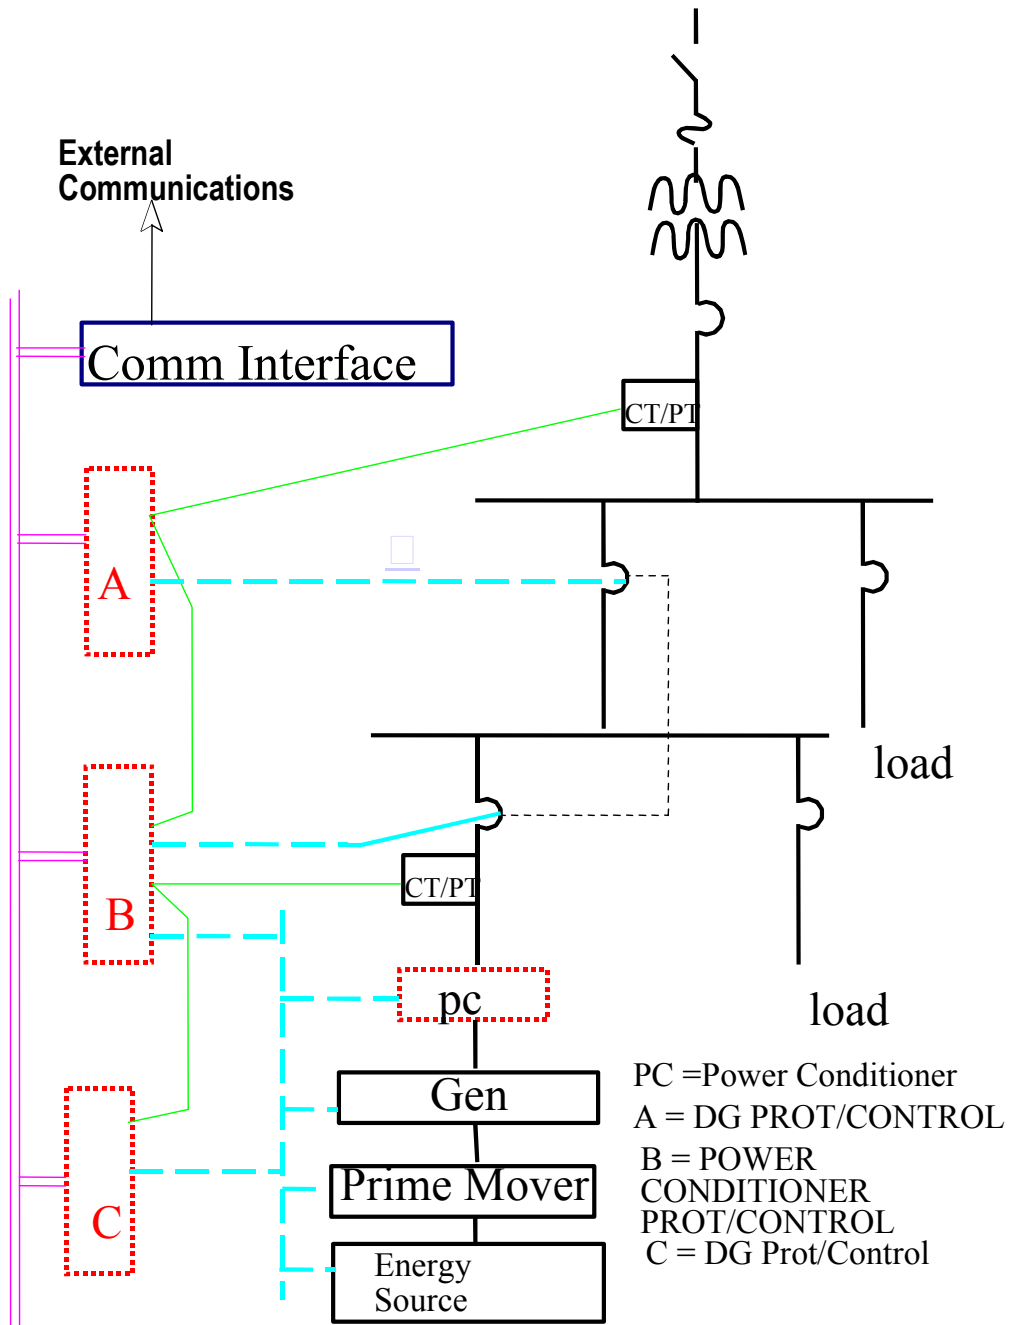 External
Communications
Comm Interface
CT/PT
A
load
B
CT/PT
pc
load
Gen
PC =Power Conditioner
A = DG PROT/CONTROL
Prime Mover
B = POWER
CONDITIONER
PROT/CONTROL
C = DG Prot/Control
C
Energy
Source